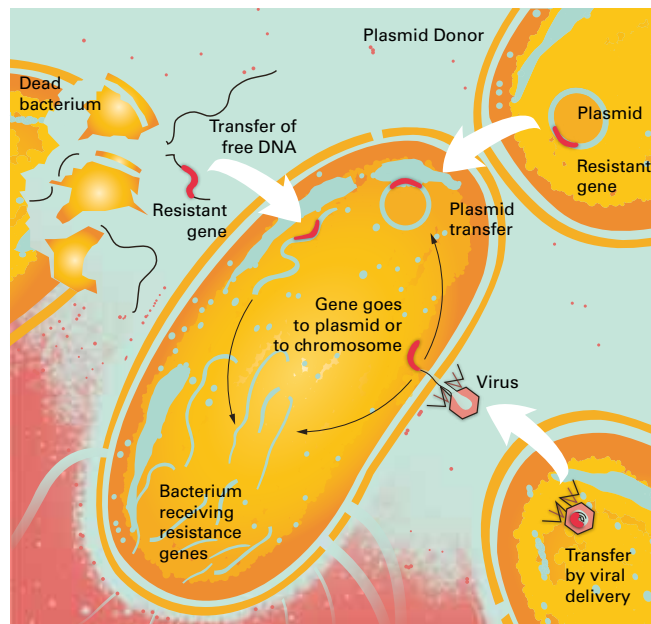 Plasmid Donor
Dead
bacterium
Transfer of
free DNA
Plasmid
Resistant
gene
Resistant
gene
Plasmid
transfer
Gene goes
to plasmid or
to chromosome
Virus
Bacterium
receiving
resistance
genes
Transfer
by viral
delivery